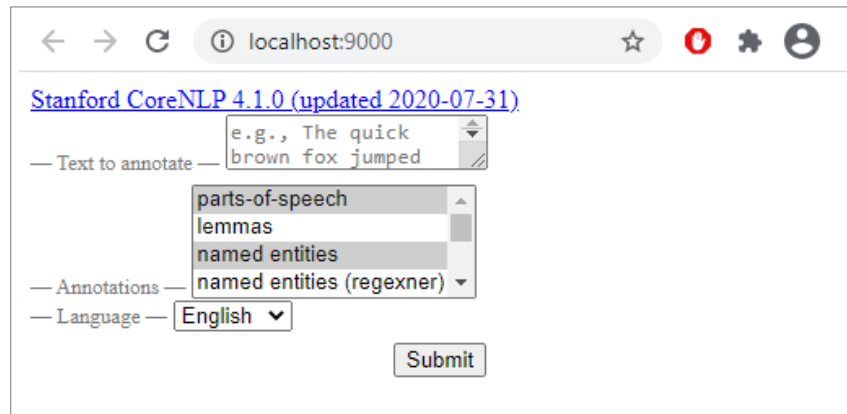 localhost:9000
Stanford CoreNLP 4.1.0 (updated 2020-07-31)
e.g., The quick
— Text to annotate — brown fox jumped
parts-of-speech
lemmas
named entities
— Annotations — named entities (regexner)
— Language — English
Submit